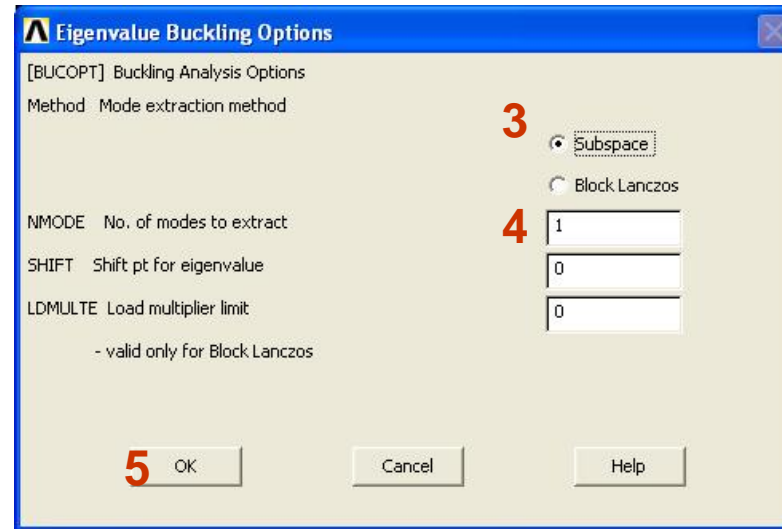 Eigenvalue Buckling Options
[BUCOPT] Buckling Analysis Options
Method Mode extraction method
3
Subspace
Block Lanczos
NMODE No. of modes to extract 4 1
SHIFT Shift pt for eigenvalue 0
LDMULTE Load multiplier limit 0
- valid only for Block Lanczos
5 OK Cancel Help